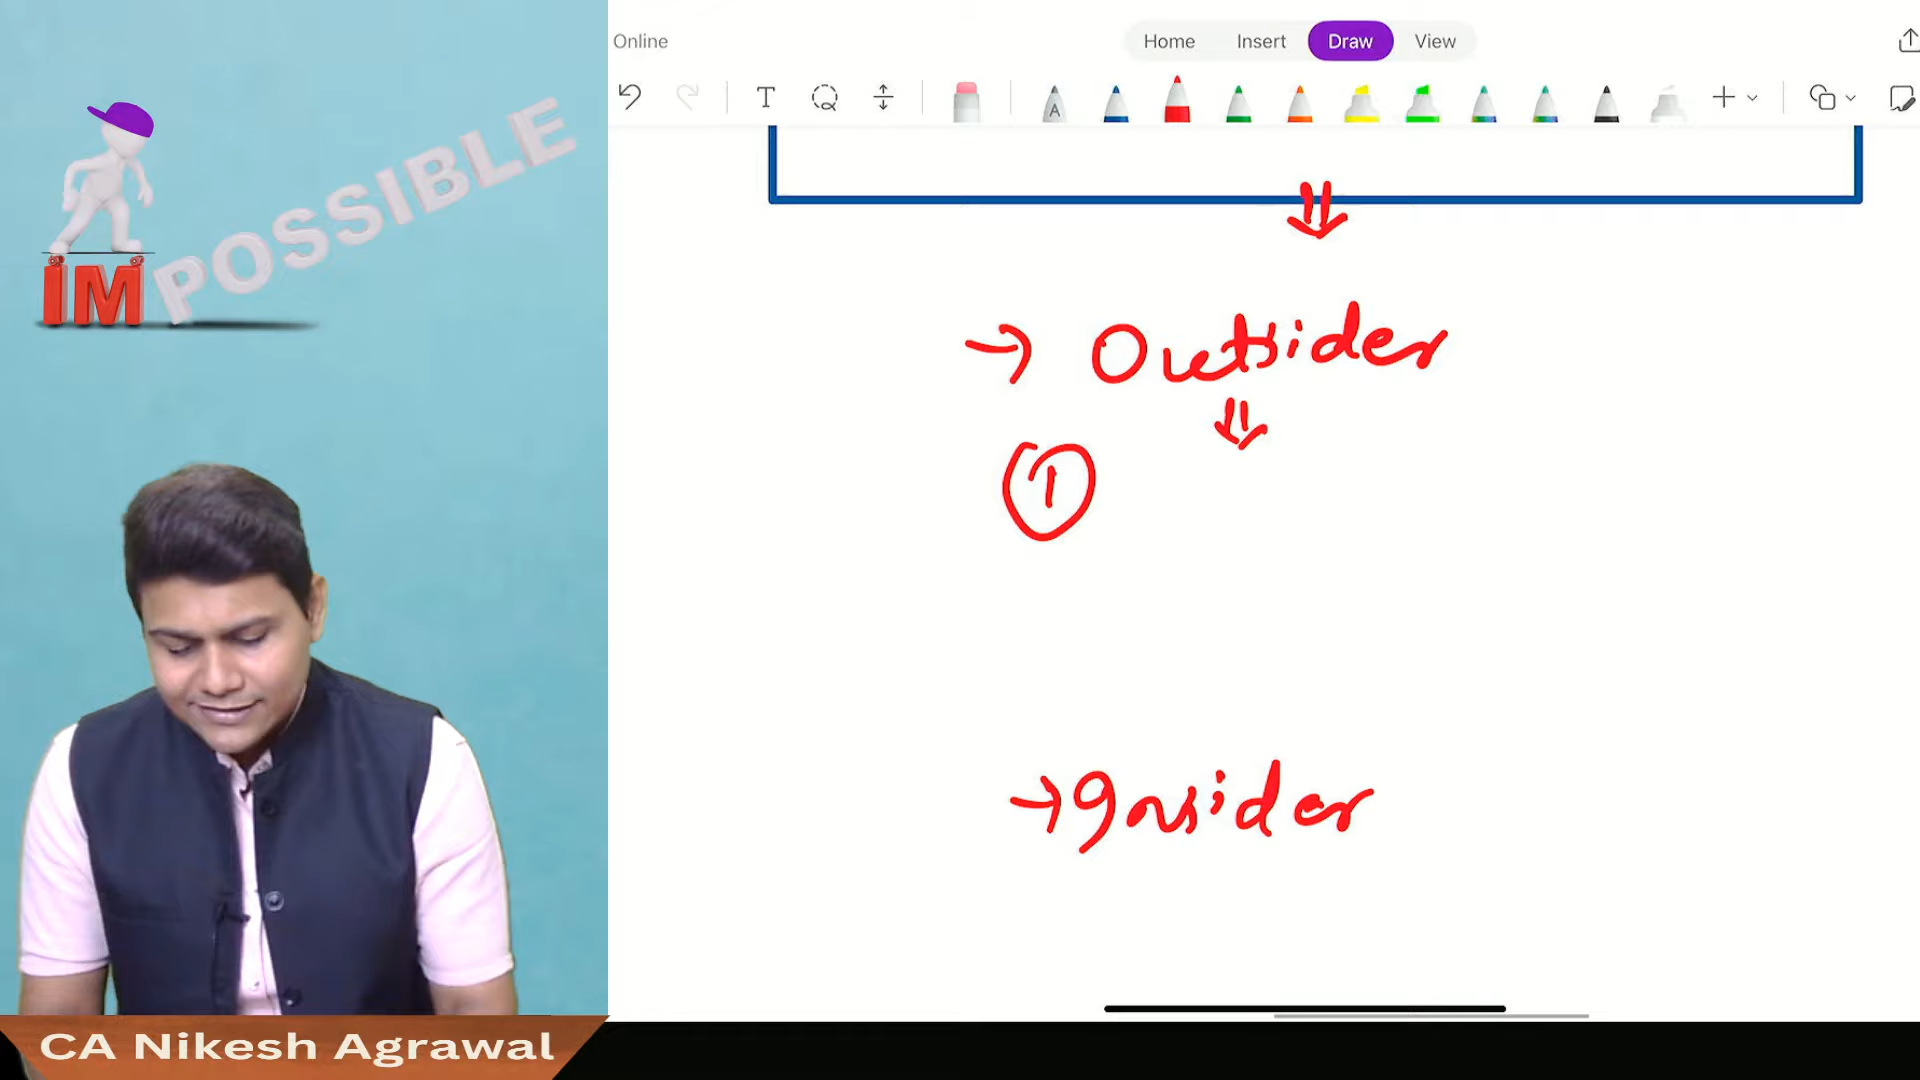 Online
Home Insert Draw View
T
A
IMPOSSIBLE
→ Outsider
1
→ Insider
CA Nikesh Agrawal